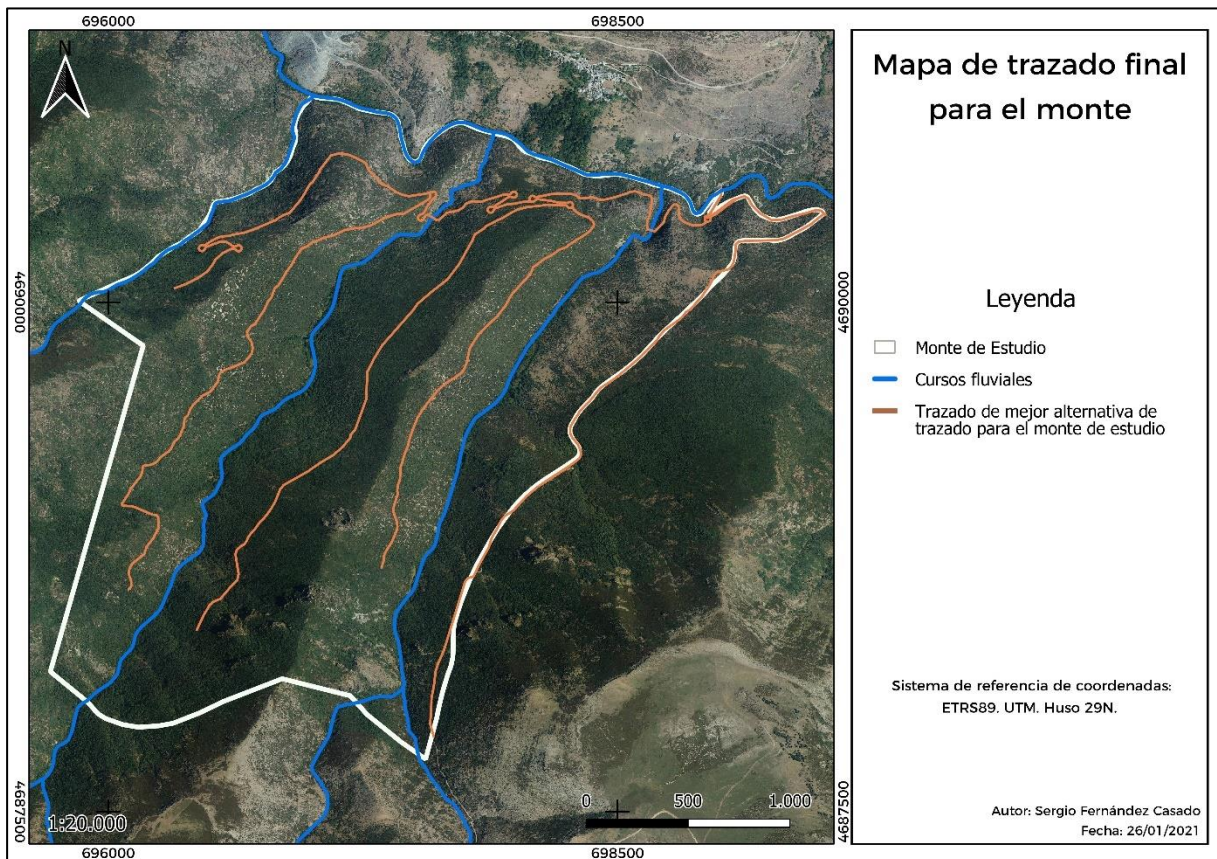 696000
698500
N
4690000
4690000
4687500
4687500
1:20.000
0
500
1.000
696000
698500
Mapa de trazado final
para el monte
Leyenda
Monte de Estudio
Cursos fluviales
Trazado de mejor alternativa de
trazado para el monte de estudio
Sistema de referencia de coordenadas:
ETRS89. UTM. Huso 29N.
Autor: Sergio Fernández Casado
Fecha: 26/01/2021